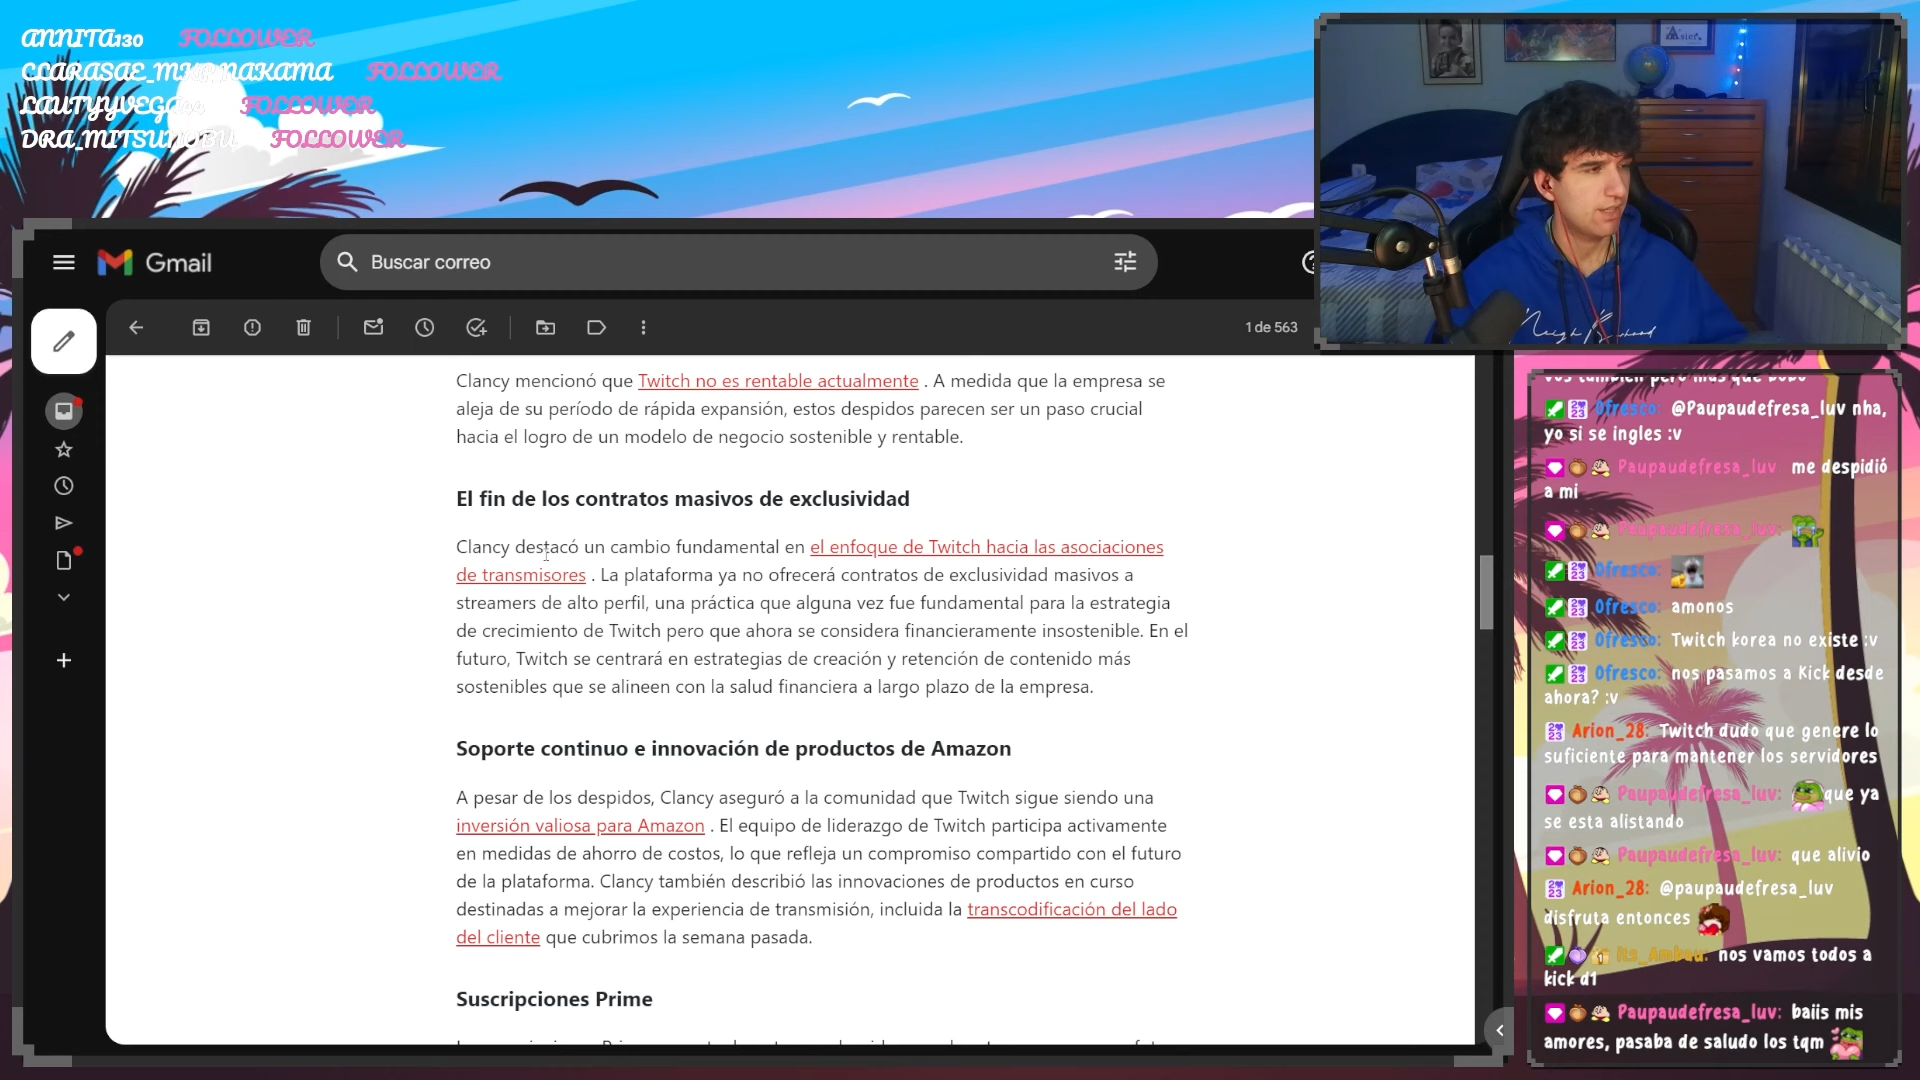 ANNITA130 FOLLOWER
FOLLOWER
FOLLOWER
FOLLOWER
Asier
Gmail
Buscar correo
1 de 563
Clancy mencionó que Twitch no es rentable actualmente . A medida que la empresa se
aleja de su período de rápida expansión, estos despidos parecen ser un paso crucial
hacia el logro de un modelo de negocio sostenible y rentable.
El fin de los contratos masivos de exclusividad
Clancy destacó un cambio fundamental en el enfoque de Twitch hacia las asociaciones
de transmisores . La plataforma ya no ofrecerá contratos de exclusividad masivos a
streamers de alto perfil, una práctica que alguna vez fue fundamental para la estrategia
de crecimiento de Twitch pero que ahora se considera financieramente insostenible. En el
futuro, Twitch se centrará en estrategias de creación y retención de contenido más
sostenibles que se alineen con la salud financiera a largo plazo de la empresa.
Soporte continuo e innovación de productos de Amazon
A pesar de los despidos, Clancy aseguró a la comunidad que Twitch sigue siendo una
inversión valiosa para Amazon . El equipo de liderazgo de Twitch participa activamente
en medidas de ahorro de costos, lo que refleja un compromiso compartido con el futuro
de la plataforma. Clancy también describió las innovaciones de productos en curso
destinadas a mejorar la experiencia de transmisión, incluida la transcodificación del lado
del cliente que cubrimos la semana pasada.
Suscripciones Prime
Ofresco: @Paupaudefresa_luv nha,
yo si se ingles :v
Paupaudefresa_luv me despidió
a mi
Paupaudefresa_luv:
Ofresco:
Ofresco: amonos
Ofresco: Twitch korea no existe :v
Ofresco: nos pasamos a Kick desde
ahora? :v
Arion_28: Twitch dudo que genere lo
suficiente para mantener los servidores
Paupaudefresa_luv: que ya
se esta alistando
Paupaudefresa_luv: que alivio
Arion_28: @paupaudefresa_luv
disfruta entonces
its_Ambau: nos vamos todos a
kick d1
Paupaudefresa_luv: baiis mis
amores, pasaba de saludo los tqm